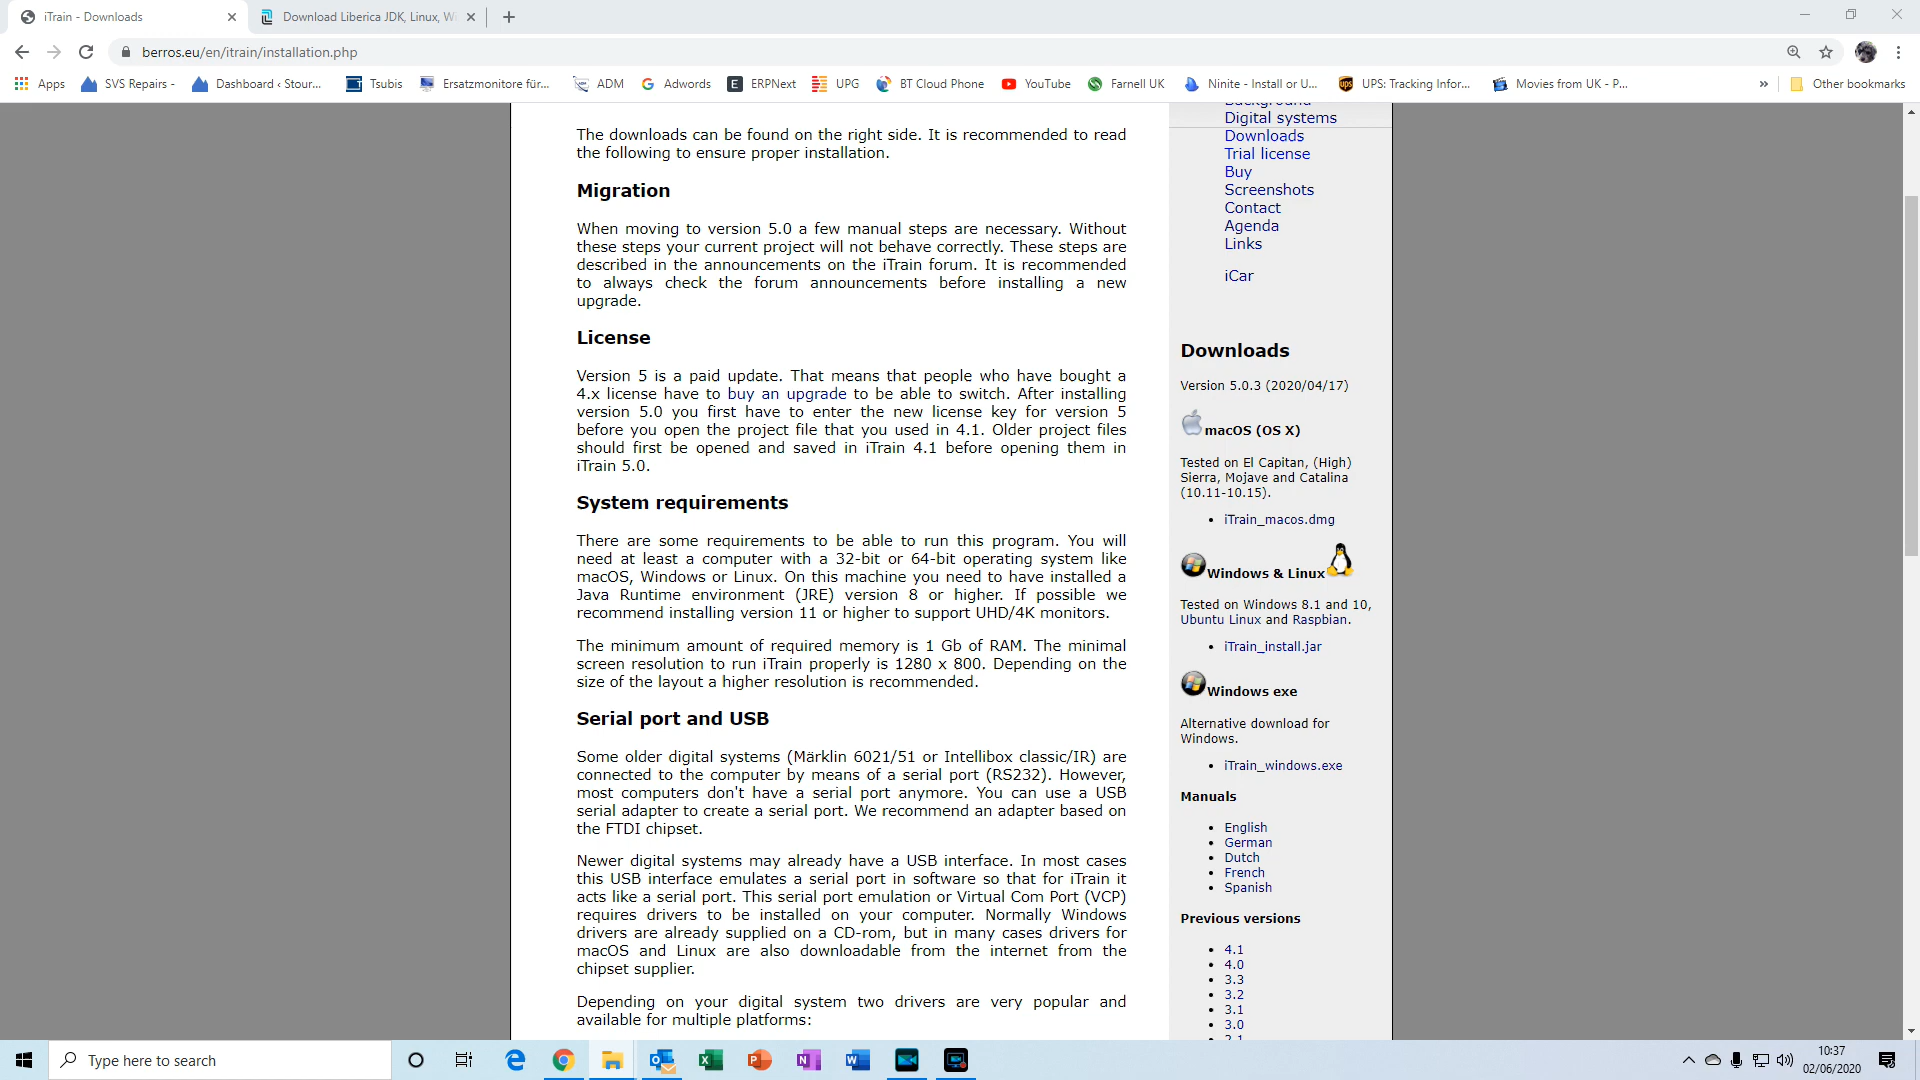 iTrain - Downloads
Download Liberica JDK, Linux, Wi
berros.eu/en/itrain/installation.php
Apps
SVS Repairs -
Dashboard ‹ Stour...
Tsubis
Ersatzmonitore für...
ADM
Adwords
ERPNext
UPG
BT Cloud Phone
YouTube
Farnell UK
Ninite - Install or U...
UPS: Tracking Infor...
Movies from UK - P...
»
Other bookmarks
The downloads can be found on the right side. It is recommended to read
the following to ensure proper installation.
Migration
When moving to version 5.0 a few manual steps are necessary. Without
these steps your current project will not behave correctly. These steps are
described in the announcements on the iTrain forum. It is recommended
to always check the forum announcements before installing a new
upgrade.
License
Version 5 is a paid update. That means that people who have bought a
4.x license have to buy an upgrade to be able to switch. After installing
version 5.0 you first have to enter the new license key for version 5
before you open the project file that you used in 4.1. Older project files
should first be opened and saved in iTrain 4.1 before opening them in
iTrain 5.0.
System requirements
There are some requirements to be able to run this program. You will
need at least a computer with a 32-bit or 64-bit operating system like
macOS, Windows or Linux. On this machine you need to have installed a
Java Runtime environment (JRE) version 8 or higher. If possible we
recommend installing version 11 or higher to support UHD/4K monitors.
The minimum amount of required memory is 1 Gb of RAM. The minimal
screen resolution to run iTrain properly is 1280 x 800. Depending on the
size of the layout a higher resolution is recommended.
Serial port and USB
Some older digital systems (Märklin 6021/51 or Intellibox classic/IR) are
connected to the computer by means of a serial port (RS232). However,
most computers don't have a serial port anymore. You can use a USB
serial adapter to create a serial port. We recommend an adapter based on
the FTDI chipset.
Newer digital systems may already have a USB interface. In most cases
this USB interface emulates a serial port in software so that for iTrain it
acts like a serial port. This serial port emulation or Virtual Com Port (VCP)
requires drivers to be installed on your computer. Normally Windows
drivers are already supplied on a CD-rom, but in many cases drivers for
macOS and Linux are also downloadable from the internet from the
chipset supplier.
Depending on your digital system two drivers are very popular and
available for multiple platforms:
Background
Digital systems
Downloads
Trial license
Buy
Screenshots
Contact
Agenda
Links
iCar
Downloads
Version 5.0.3 (2020/04/17)
macOS (OS X)
Tested on El Capitan, (High)
Sierra, Mojave and Catalina
(10.11-10.15).
• iTrain_macos.dmg
Windows & Linux
Tested on Windows 8.1 and 10,
Ubuntu Linux and Raspbian.
• iTrain_install.jar
Windows exe
Alternative download for
Windows.
• iTrain_windows.exe
Manuals
• English
• German
• Dutch
• French
• Spanish
Previous versions
• 4.1
• 4.0
• 3.3
• 3.2
• 3.1
• 3.0
Type here to search
10:37
02/06/2020